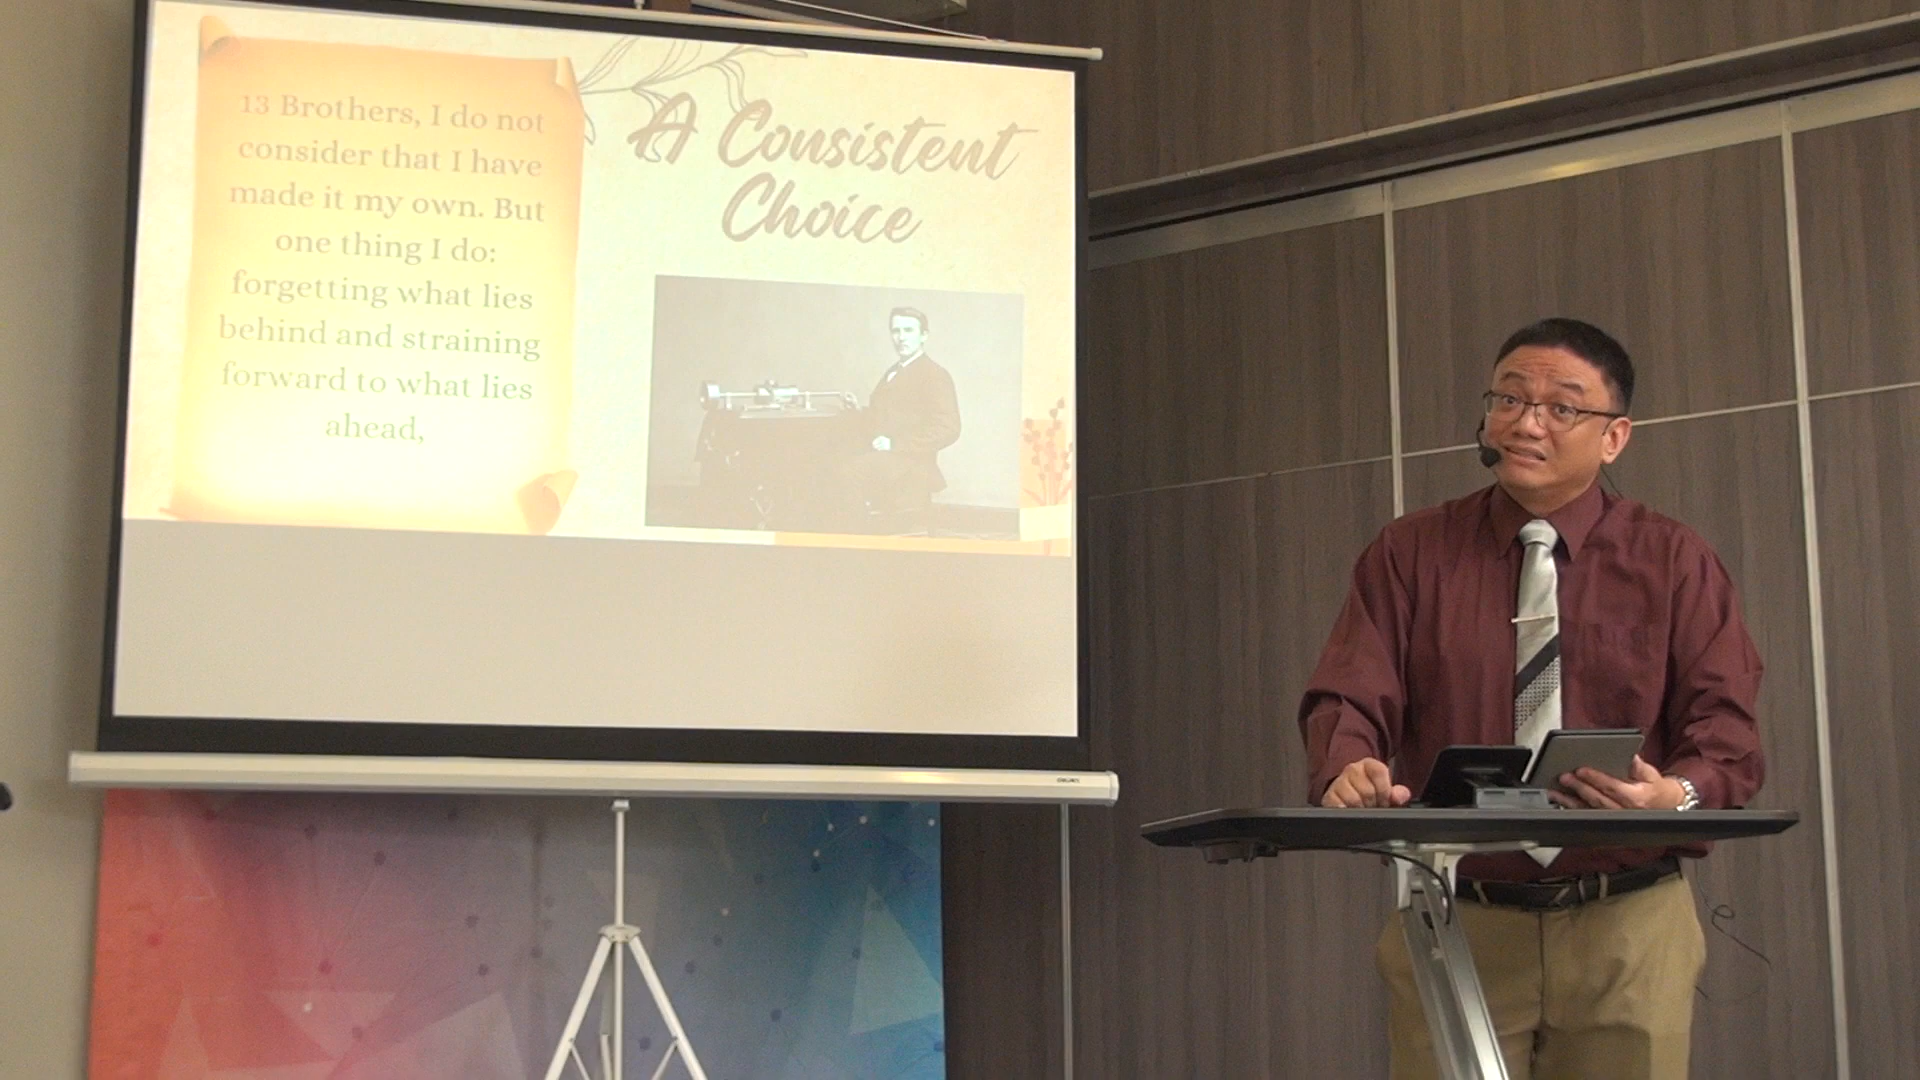 13 Brothers, I do not
consider that I have
made it my own. But
one thing I do:
forgetting what lies
behind and straining
forward to what lies
ahead,
A Consistent
Choice